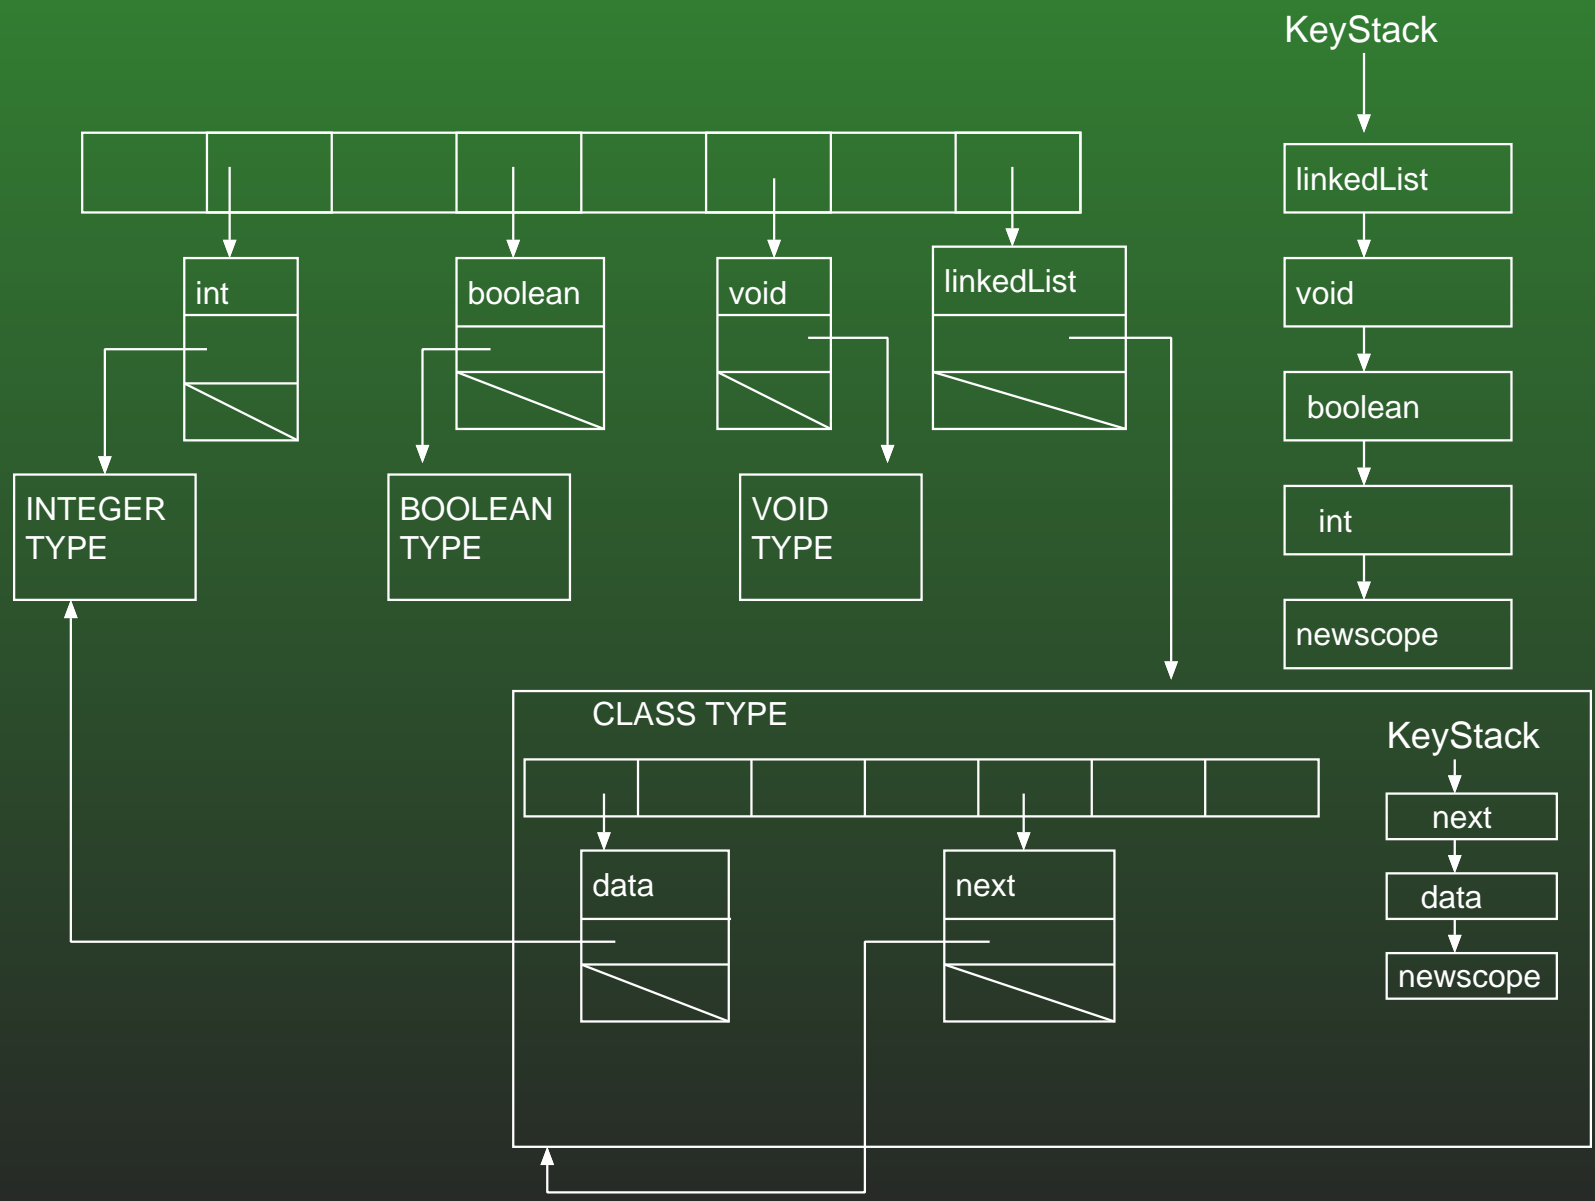 KeyStack
linkedList
void
boolean
int
newscope
int
boolean
void
linkedList
INTEGER
TYPE
BOOLEAN
TYPE
VOID
TYPE
CLASS TYPE
data
next
KeyStack
next
data
newscope